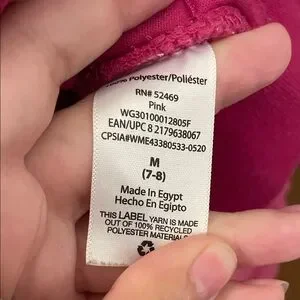 100% Polyester/Poliéster
RN# 52469
Pink
WG30100012805F
EAN/UPC 8 2179638067
CPSIA#WME43380533-0520
M
(7-8)
Made In Egypt
Hecho En Egipto
THIS LABEL YARN IS MADE
OUT OF 100% RECYCLED
POLYESTER MATERIALS